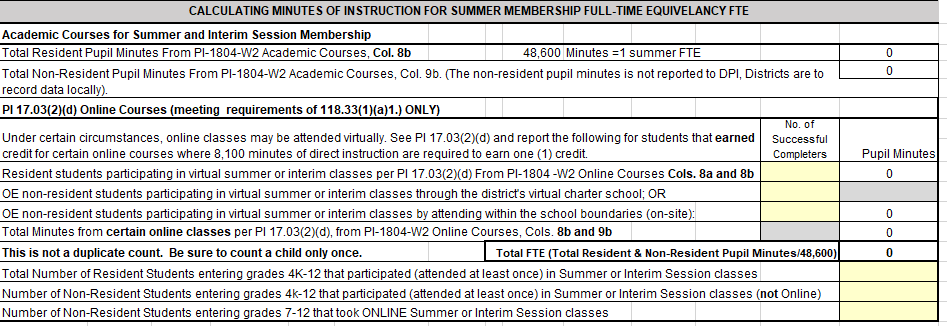 CALCULATING MINUTES OF INSTRUCTION FOR SUMMER MEMBERSHIP FULL-TIME EQUIVELANCY FTE
Academic Courses for Summer and Interim Session Membership
Total Resident Pupil Minutes From PI-1804-W2 Academic Courses, Col. 8b 48,600 Minutes =1 summer FTE 0
Total Non-Resident Pupil Minutes From PI-1804-W2 Academic Courses, Col. 9b. (The non-resident pupil minutes is not reported to DPI, Districts are to 0
record data locally).
PI 17.03(2)(d) Online Courses (meeting requirements of 118.33(1)(a)1.) ONLY)
Under certain circumstances, online classes may be attended virtually. See PI 17.03(2)(d) and report the following for students that earned
credit for certain online courses where 8,100 minutes of direct instruction are required to earn one (1) credit.
No. of
Successful
Completers
Pupil Minutes
Resident students participating in virtual summer or interim classes per PI 17.03(2)(d) From PI-1804 -W2 Online Courses Cols. 8a and 8b 0
OE non-resident students participating in virtual summer or interim classes through the district's virtual charter school; OR
OE non-resident students participating in virtual summer or interim classes by attending within the school boundaries (on-site): 0
Total Minutes from certain online classes per PI 17.03(2)(d), from PI-1804-W2 Online Courses, Cols. 8b and 9b 0
This is not a duplicate count. Be sure to count a child only once. Total FTE (Total Resident & Non-Resident Pupil Minutes/48,600) 0
Total Number of Resident Students entering grades 4K-12 that participated (attended at least once) in Summer or Interim Session classes
Number of Non-Resident Students entering grades 4k-12 that participated (attended at least once) in Summer or Interim Session classes (not Online)
Number of Non-Resident Students entering grades 7-12 that took ONLINE Summer or Interim Session classes